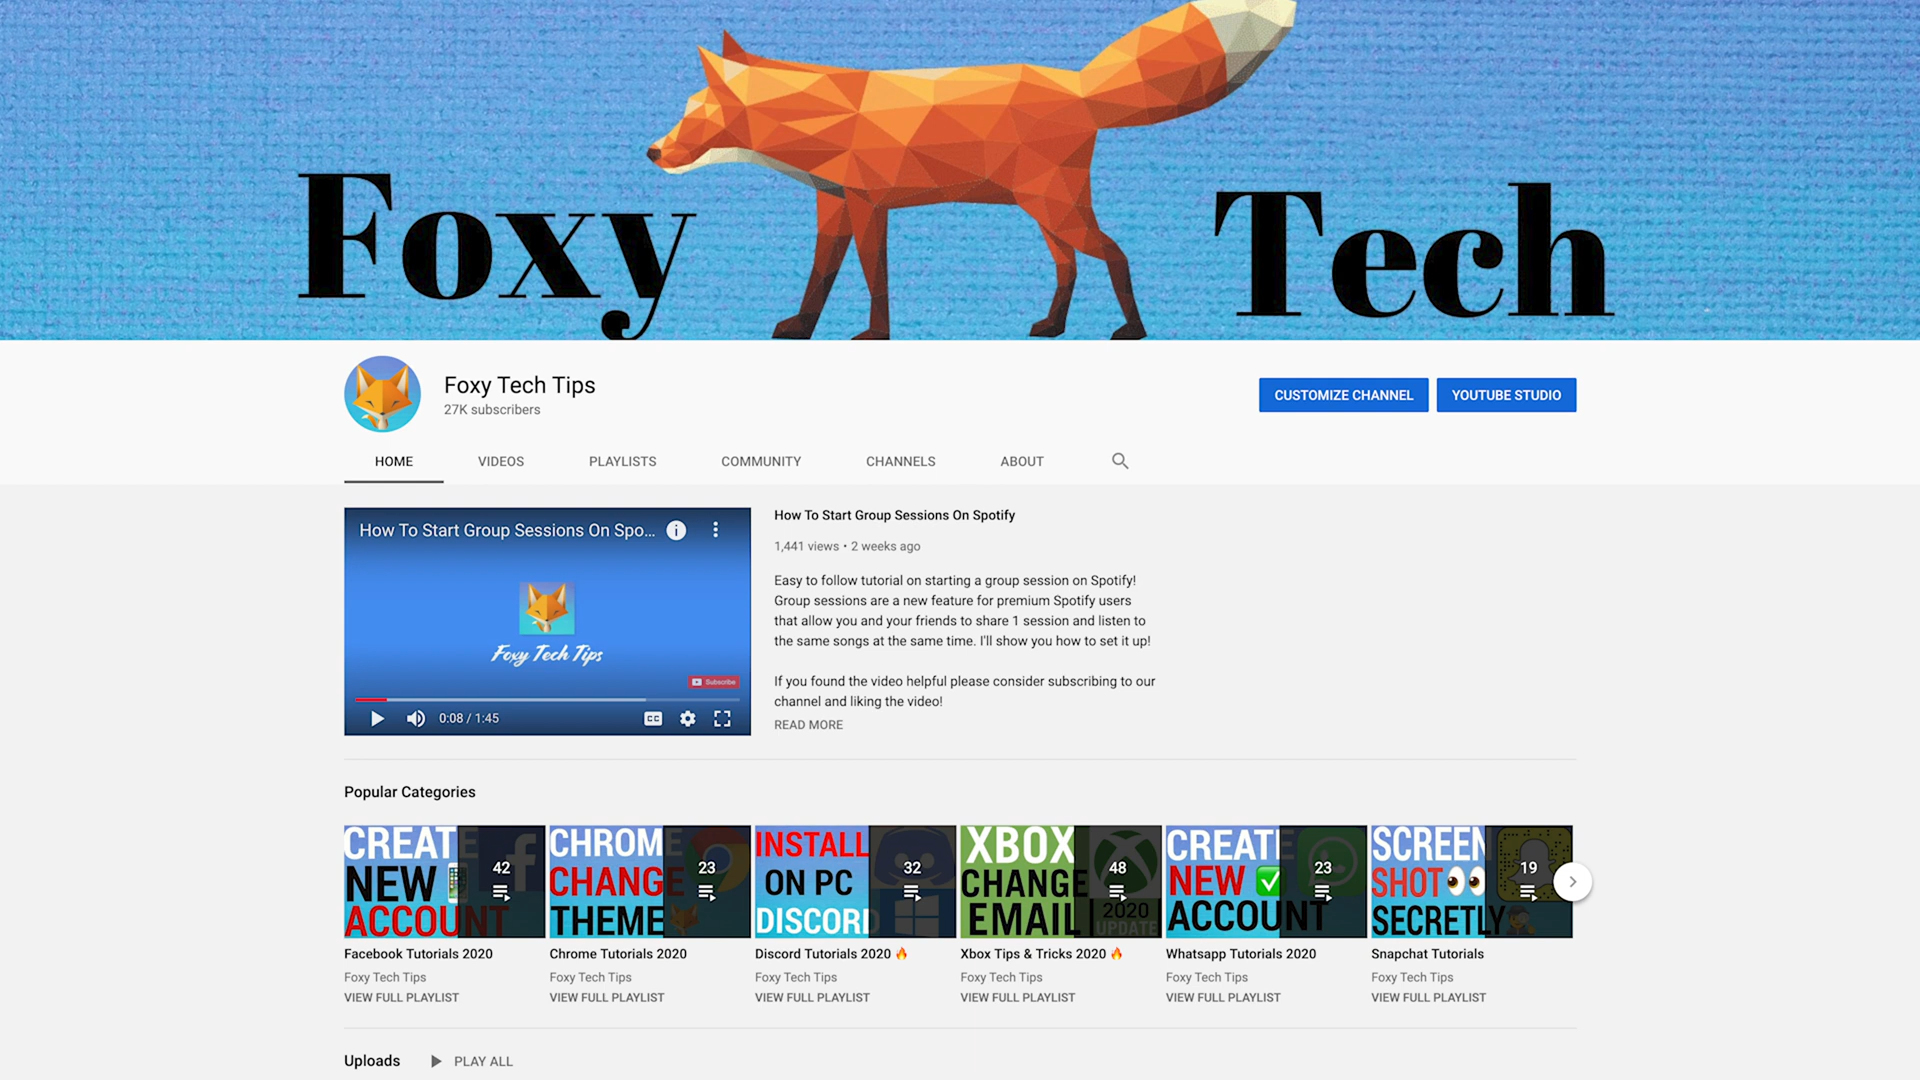 Foxy Tech
Foxy Tech Tips
27K subscribers
CUSTOMIZE CHANNEL
YOUTUBE STUDIO
HOME
VIDEOS
PLAYLISTS
COMMUNITY
CHANNELS
ABOUT
How To Start Group Sessions On Spo...
Foxy Tech Tips
Subscribe
0:08 / 1:45
CC
How To Start Group Sessions On Spotify
1,441 views • 2 weeks ago
Easy to follow tutorial on starting a group session on Spotify!
Group sessions are a new feature for premium Spotify users
that allow you and your friends to share 1 session and listen to
the same songs at the same time. I'll show you how to set it up!
If you found the video helpful please consider subscribing to our
channel and liking the video!
READ MORE
Popular Categories
CREATE
NEW
ACCOUNT
42
Facebook Tutorials 2020
Foxy Tech Tips
VIEW FULL PLAYLIST
CHROME
CHANGE
THEME
23
Chrome Tutorials 2020
Foxy Tech Tips
VIEW FULL PLAYLIST
INSTALL
ON PC
DISCORD
32
Discord Tutorials 2020 🔥
Foxy Tech Tips
VIEW FULL PLAYLIST
XBOX
CHANGE
EMAIL
2020
UPDATE
48
Xbox Tips & Tricks 2020 🔥
Foxy Tech Tips
VIEW FULL PLAYLIST
CREATE
NEW ✅
ACCOUNT
23
Whatsapp Tutorials 2020
Foxy Tech Tips
VIEW FULL PLAYLIST
SCREEN
SHOT 👀
SECRETLY
19
Snapchat Tutorials
Foxy Tech Tips
VIEW FULL PLAYLIST
Uploads
PLAY ALL